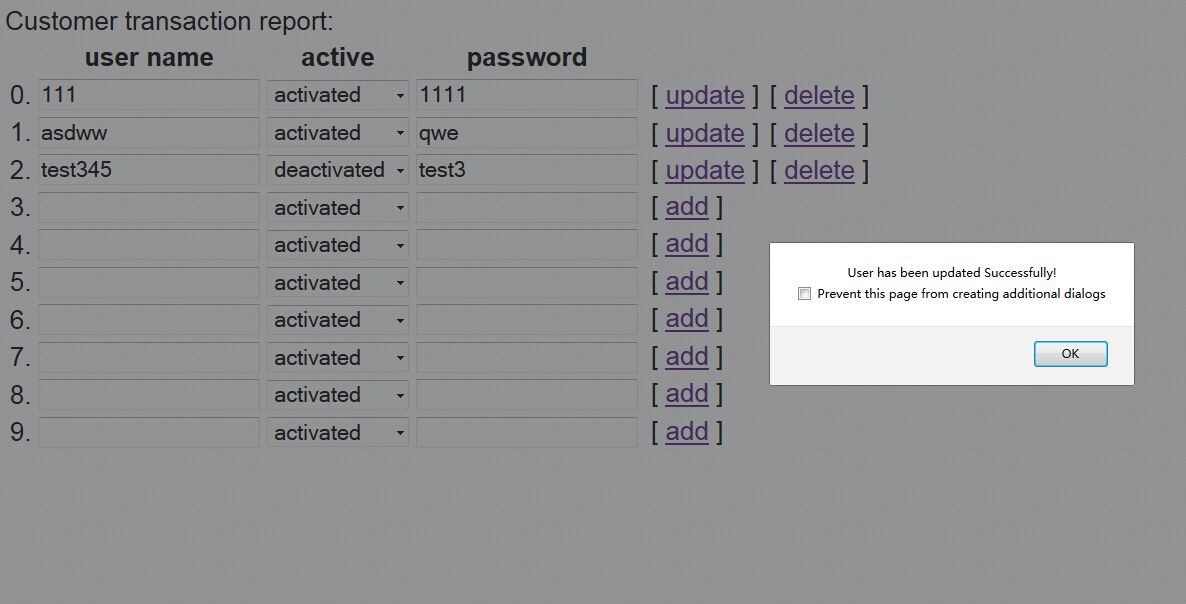 Customer transaction report:
user name active password
0. 111 activated 1111 [ update ] [ delete ]
1. asdww activated qwe [ update ] [ delete ]
2. test345 deactivated test3 [ update ] [ delete ]
3. activated [ add ]
4. activated [ add ]
5. activated [ add ]
6. activated [ add ]
7. activated [ add ]
8. activated [ add ]
9. activated [ add ]
User has been updated Successfully!
Prevent this page from creating additional dialogs
OK